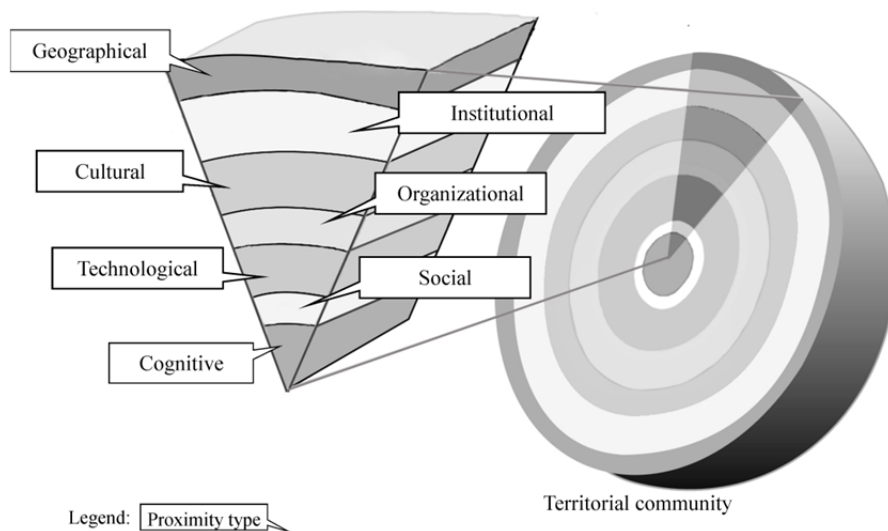 Geographical
Institutional
Cultural
Organizational
Technological
Social
Cognitive
Territorial community
Legend: Proximity type